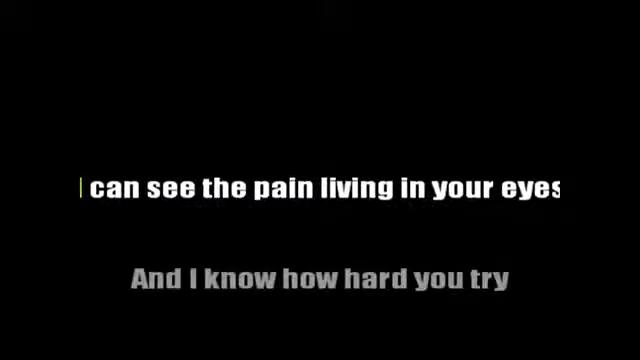 I can see the pain living in your eyes
And I know how hard you try